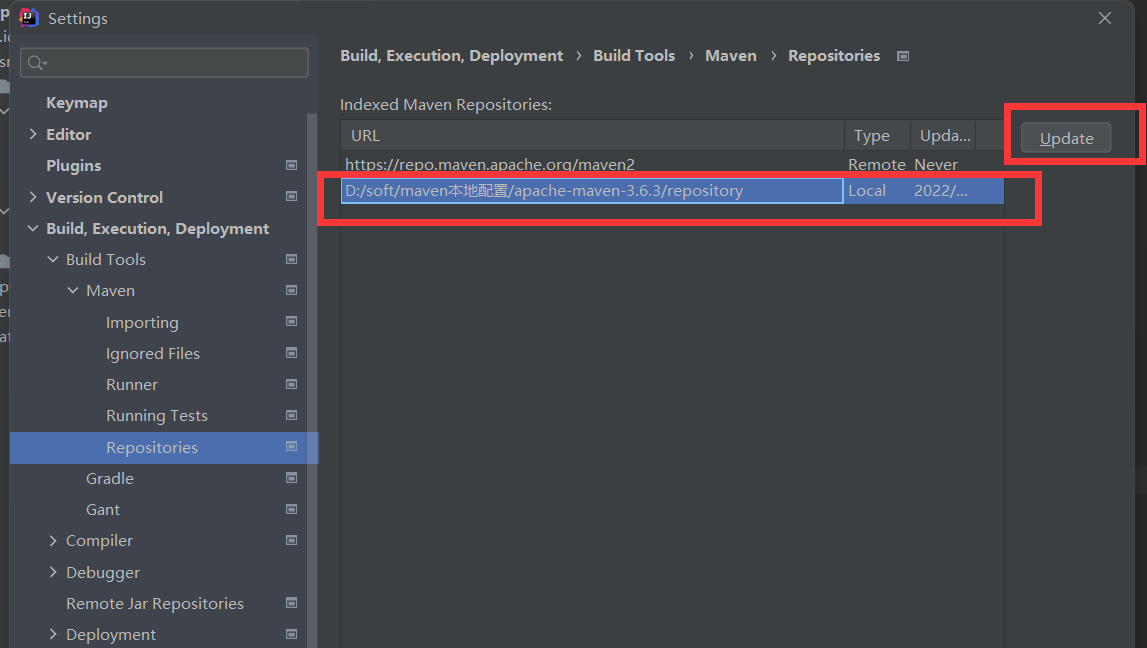 Settings
Keymap
Editor
Plugins
Version Control
Build, Execution, Deployment
Build Tools
Maven
Importing
Ignored Files
Runner
Running Tests
Repositories
Gradle
Gant
Compiler
Debugger
Remote Jar Repositories
Deployment
Build, Execution, Deployment › Build Tools › Maven › Repositories
Indexed Maven Repositories:
URL Type Upda...
https://repo.maven.apache.org/maven2 Remote Never
D:/soft/maven本地配置/apache-maven-3.6.3/repository Local 2022/...
Update